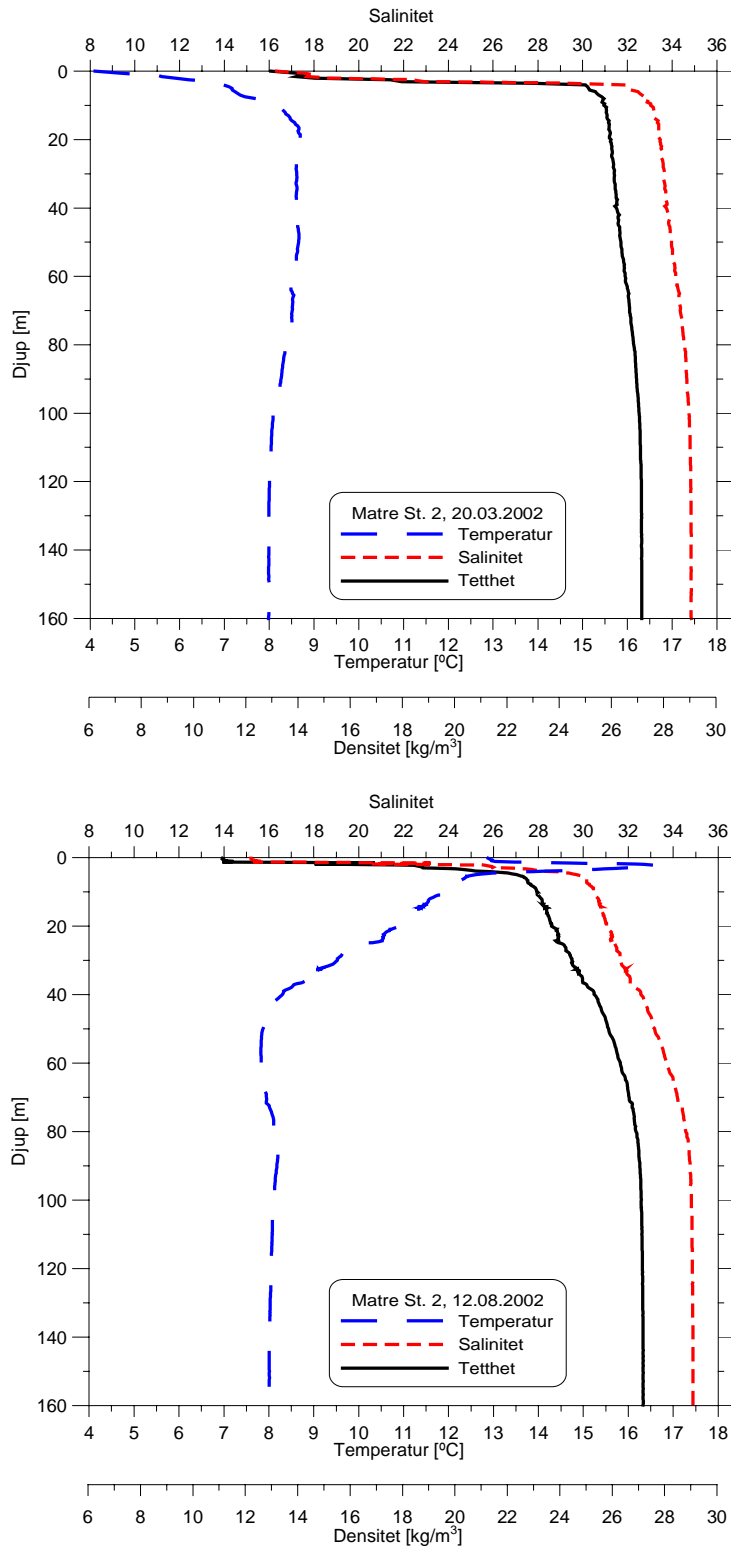 Salinitet
8 10 12 14 16 18 20 22 24 26 28 30 32 34 36
0
20
40
60
80
100
120
140
160
Djup [m]
Matre St. 2, 20.03.2002
Temperatur
Salinitet
Tetthet
4 5 6 7 8 9 10 11 12 13 14 15 16 17 18
Temperatur [ºC]
6 8 10 12 14 16 18 20 22 24 26 28 30
Densitet [kg/m³]
Salinitet
8 10 12 14 16 18 20 22 24 26 28 30 32 34 36
0
20
40
60
80
100
120
140
160
Djup [m]
Matre St. 2, 12.08.2002
Temperatur
Salinitet
Tetthet
4 5 6 7 8 9 10 11 12 13 14 15 16 17 18
Temperatur [ºC]
6 8 10 12 14 16 18 20 22 24 26 28 30
Densitet [kg/m³]